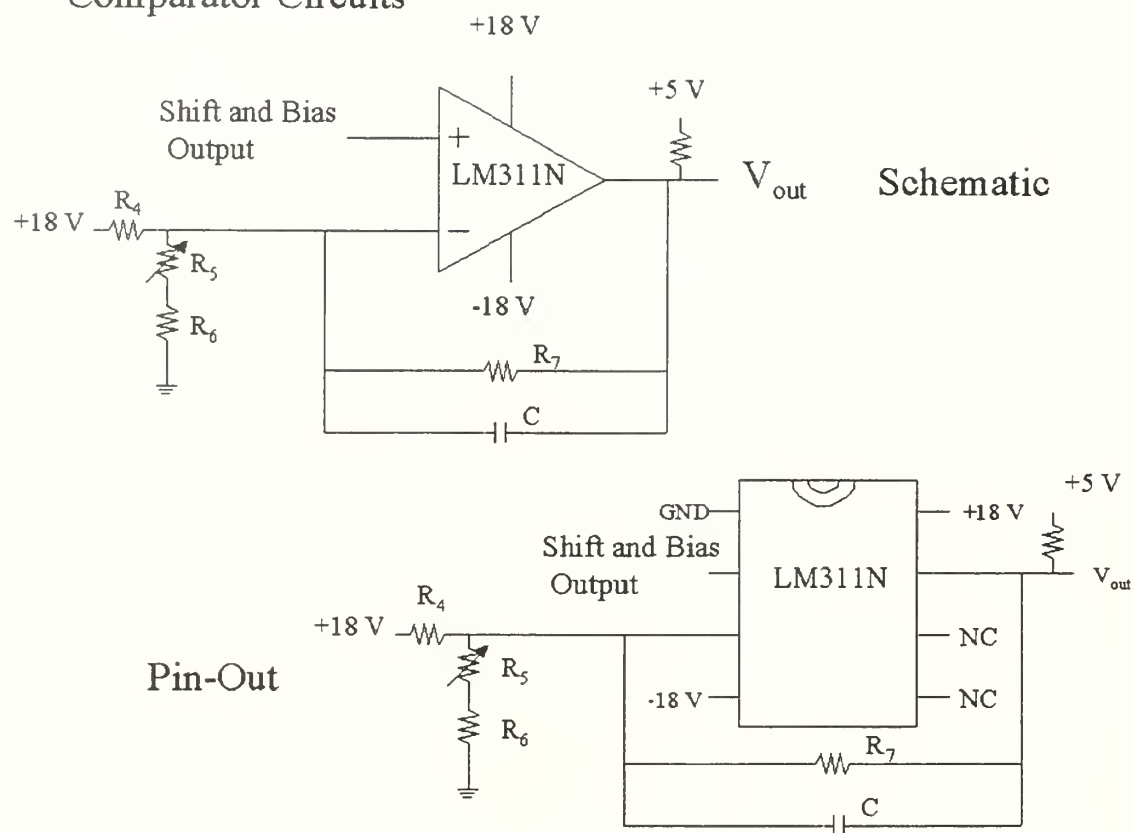 Comparator Circuits
+18 V
Shift and Bias
Output
+
LM311N
−
+5 V
V_out
Schematic
+18 V
R_4
R_5
R_6
-18 V
R_7
C
+5 V
GND
+18 V
Shift and Bias
Output
LM311N
V_out
R_4
+18 V
NC
R_5
Pin-Out
-18 V
NC
R_6
R_7
C